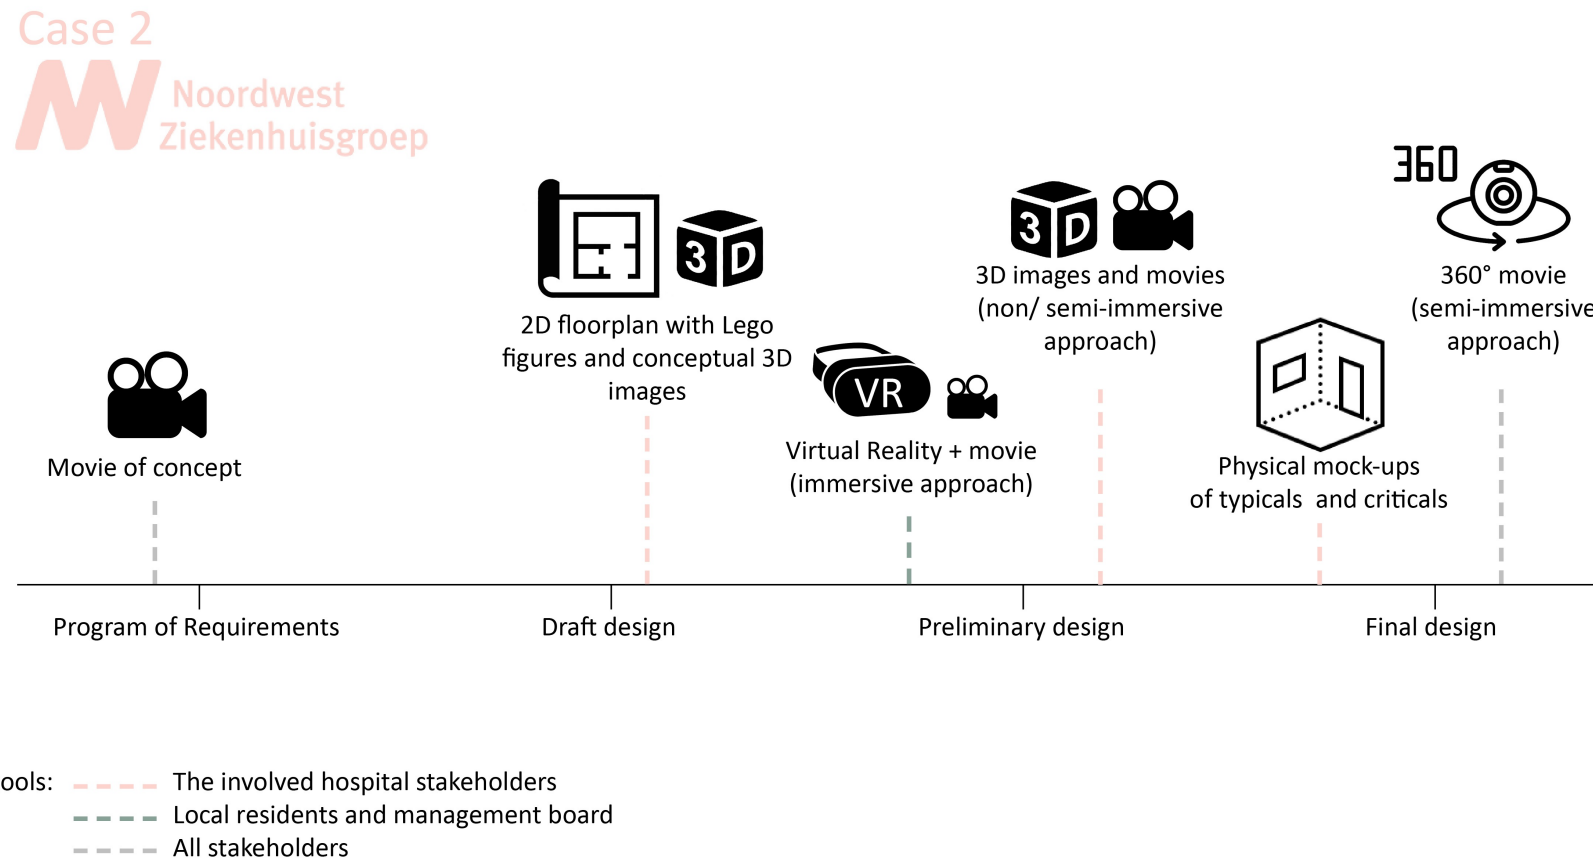 Case 2
Noordwest
Ziekenhuisgroep
Movie of concept
3D
2D floorplan with Lego
figures and conceptual 3D
images
VR
Virtual Reality + movie
(immersive approach)
3D
3D images and movies
(non/ semi-immersive
approach)
Physical mock-ups
of typicals and criticals
360
360° movie
(semi-immersive
approach)
Program of Requirements
Draft design
Preliminary design
Final design
ools:
The involved hospital stakeholders
Local residents and management board
All stakeholders